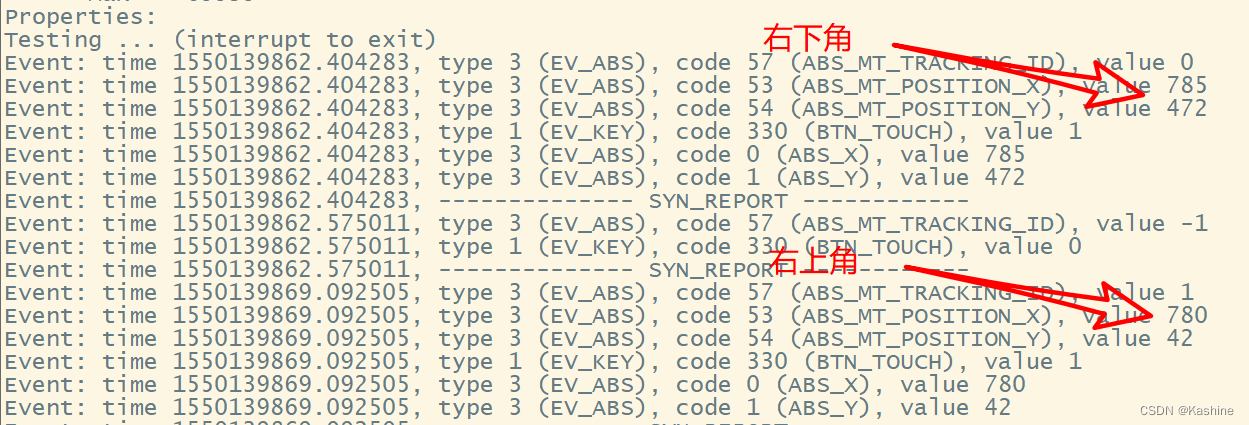 Properties:
Testing ... (interrupt to exit)
右下角
Event: time 1550139862.404283, type 3 (EV_ABS), code 57 (ABS_MT_TRACKING_ID), value 0
Event: time 1550139862.404283, type 3 (EV_ABS), code 53 (ABS_MT_POSITION_X), value 785
Event: time 1550139862.404283, type 3 (EV_ABS), code 54 (ABS_MT_POSITION_Y), value 472
Event: time 1550139862.404283, type 1 (EV_KEY), code 330 (BTN_TOUCH), value 1
Event: time 1550139862.404283, type 3 (EV_ABS), code 0 (ABS_X), value 785
Event: time 1550139862.404283, type 3 (EV_ABS), code 1 (ABS_Y), value 472
Event: time 1550139862.404283, -------------- SYN_REPORT ------------
Event: time 1550139862.575011, type 3 (EV_ABS), code 57 (ABS_MT_TRACKING_ID), value -1
Event: time 1550139862.575011, type 1 (EV_KEY), code 330 (BTN_TOUCH), value 0
右上角
Event: time 1550139862.575011, -------------- SYN_REPORT ------------
Event: time 1550139869.092505, type 3 (EV_ABS), code 57 (ABS_MT_TRACKING_ID), value 1
Event: time 1550139869.092505, type 3 (EV_ABS), code 53 (ABS_MT_POSITION_X), value 780
Event: time 1550139869.092505, type 3 (EV_ABS), code 54 (ABS_MT_POSITION_Y), value 42
Event: time 1550139869.092505, type 1 (EV_KEY), code 330 (BTN_TOUCH), value 1
Event: time 1550139869.092505, type 3 (EV_ABS), code 0 (ABS_X), value 780
Event: time 1550139869.092505, type 3 (EV_ABS), code 1 (ABS_Y), value 42
CSDN @Kashine